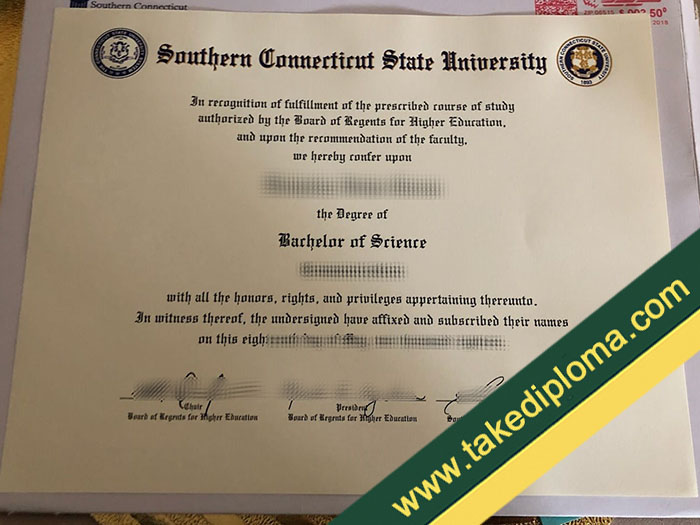 Southern Connecticut
$ 002.50⁰
Southern Connecticut State University
In recognition of fulfillment of the prescribed course of study
authorized by the Board of Regents for Higher Education,
and upon the recommendation of the faculty,
we hereby confer upon
the Degree of
Bachelor of Science
with all the honors, rights, and privileges appertaining thereunto.
In witness thereof, the undersigned have affixed and subscribed their names
on this
Chair
President
Board of Regents for Higher Education
Board of Regents for Higher Education
www.takediploma.com